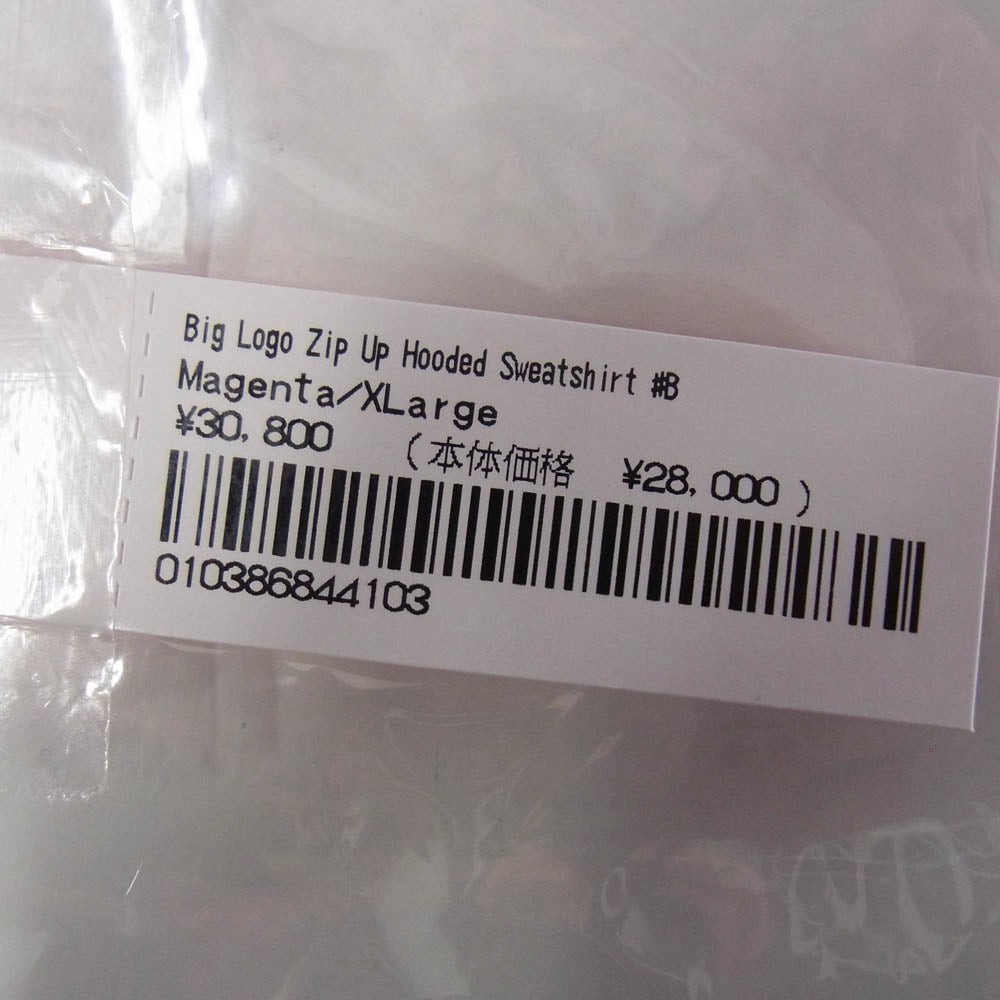 Big Logo Zip Up Hooded Sweatshirt #B
Magenta/XLarge
¥30,800 (本体価格 ¥28,000)
010386844103